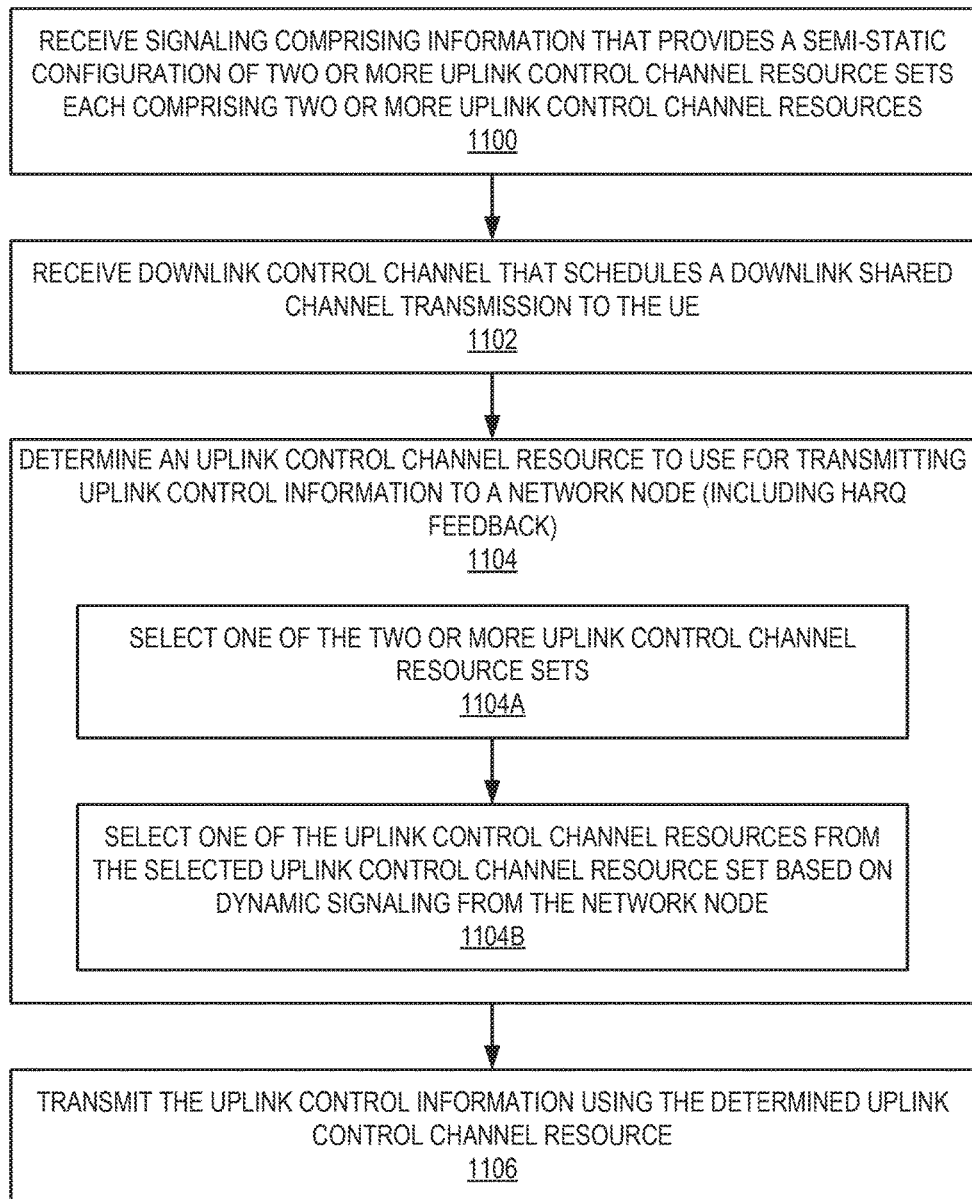 RECEIVE SIGNALING COMPRISING INFORMATION THAT PROVIDES A SEMI-STATIC
CONFIGURATION OF TWO OR MORE UPLINK CONTROL CHANNEL RESOURCE SETS
EACH COMPRISING TWO OR MORE UPLINK CONTROL CHANNEL RESOURCES
1100
RECEIVE DOWNLINK CONTROL CHANNEL THAT SCHEDULES A DOWNLINK SHARED
CHANNEL TRANSMISSION TO THE UE
1102
DETERMINE AN UPLINK CONTROL CHANNEL RESOURCE TO USE FOR TRANSMITTING
UPLINK CONTROL INFORMATION TO A NETWORK NODE (INCLUDING HARQ
FEEDBACK)
1104
SELECT ONE OF THE TWO OR MORE UPLINK CONTROL CHANNEL
RESOURCE SETS
1104A
SELECT ONE OF THE UPLINK CONTROL CHANNEL RESOURCES FROM
THE SELECTED UPLINK CONTROL CHANNEL RESOURCE SET BASED ON
DYNAMIC SIGNALING FROM THE NETWORK NODE
1104B
TRANSMIT THE UPLINK CONTROL INFORMATION USING THE DETERMINED UPLINK
CONTROL CHANNEL RESOURCE
1106